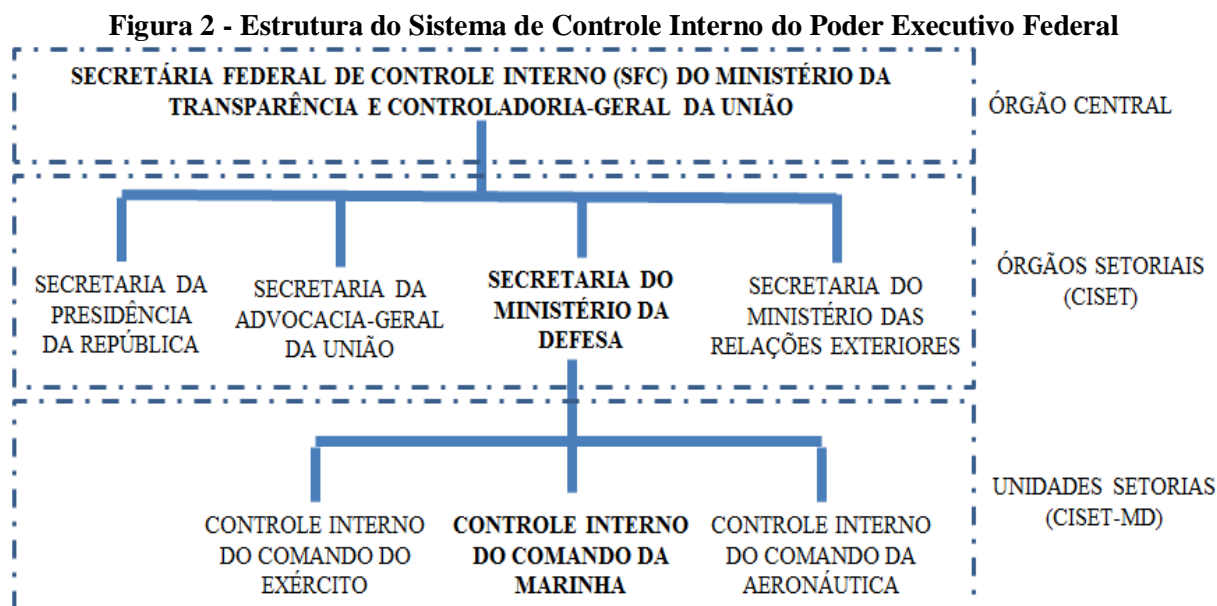 Figura 2 - Estrutura do Sistema de Controle Interno do Poder Executivo Federal
SECRETÁRIA FEDERAL DE CONTROLE INTERNO (SFC) DO MINISTÉRIO DA
TRANSPARÊNCIA E CONTROLADORIA-GERAL DA UNIÃO
ÓRGÃO CENTRAL
SECRETARIA DA
PRESIDÊNCIA
DA REPÚBLICA
SECRETARIA DA
ADVOCACIA-GERAL
DA UNIÃO
SECRETARIA DO
MINISTÉRIO DA
DEFESA
SECRETARIA DO
MINISTÉRIO DAS
RELAÇÕES EXTERIORES
ÓRGÃOS SETORIAIS
(CISET)
CONTROLE INTERNO
DO COMANDO DO
EXÉRCITO
CONTROLE INTERNO
DO COMANDO DA
MARINHA
CONTROLE INTERNO
DO COMANDO DA
AERONÁUTICA
UNIDADES SETORIAS
(CISET-MD)